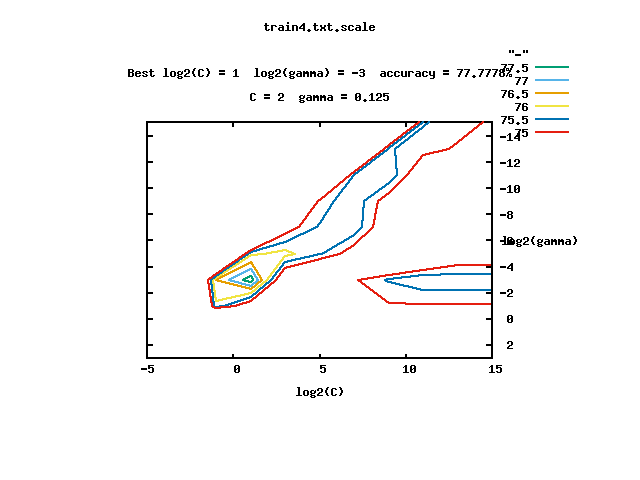 train4.txt.scale
"-"
Best log2(C) = 1  log2(gamma) = -3  accuracy = 77.7778%
77.5
77
76.5
76
75.5
75
C = 2  gamma = 0.125
-14
-12
-10
-8
-6
log2(gamma)
-4
-2
0
2
-5 0 5 10 15
log2(C)